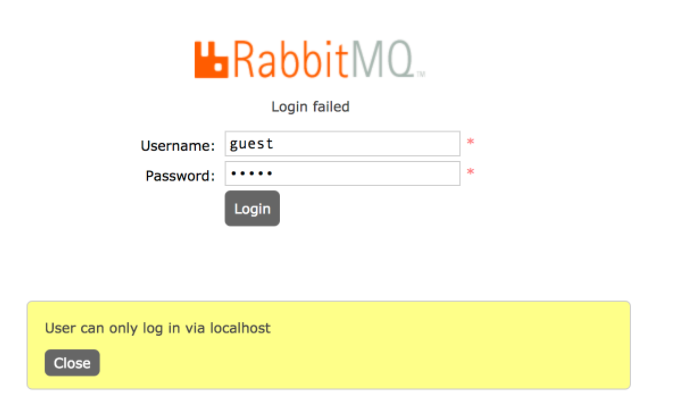 RabbitMQ™
Login failed
Username: guest *
Password: ••••• *
Login
User can only log in via localhost
Close